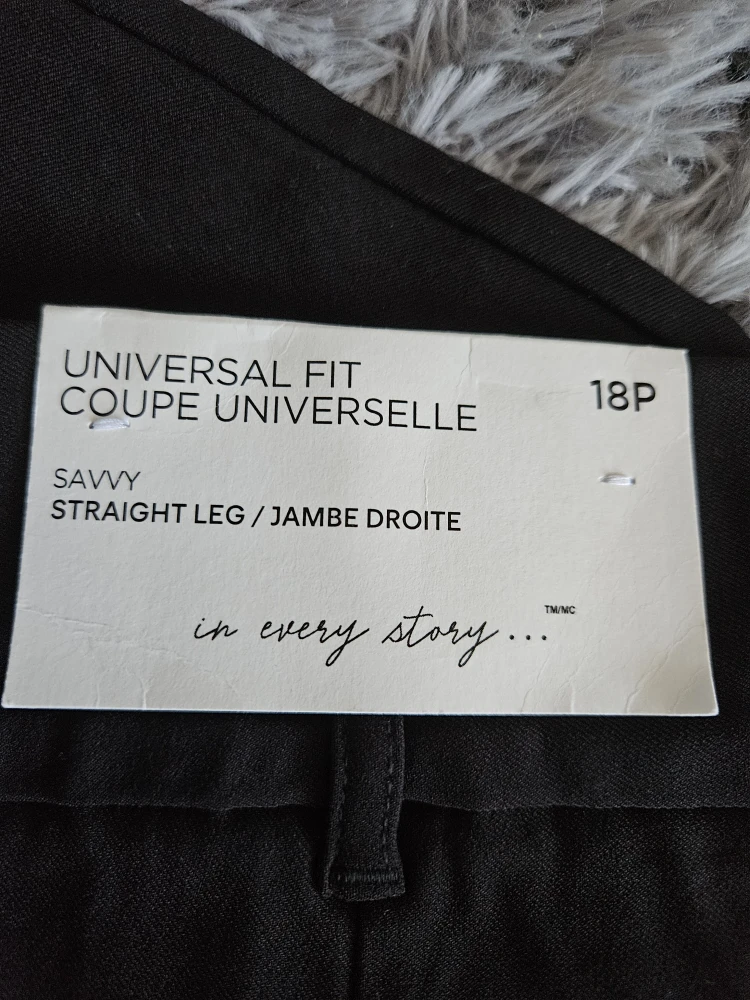 UNIVERSAL FIT
COUPE UNIVERSELLE
18P
SAVVY
STRAIGHT LEG / JAMBE DROITE
in every story... TM/MC